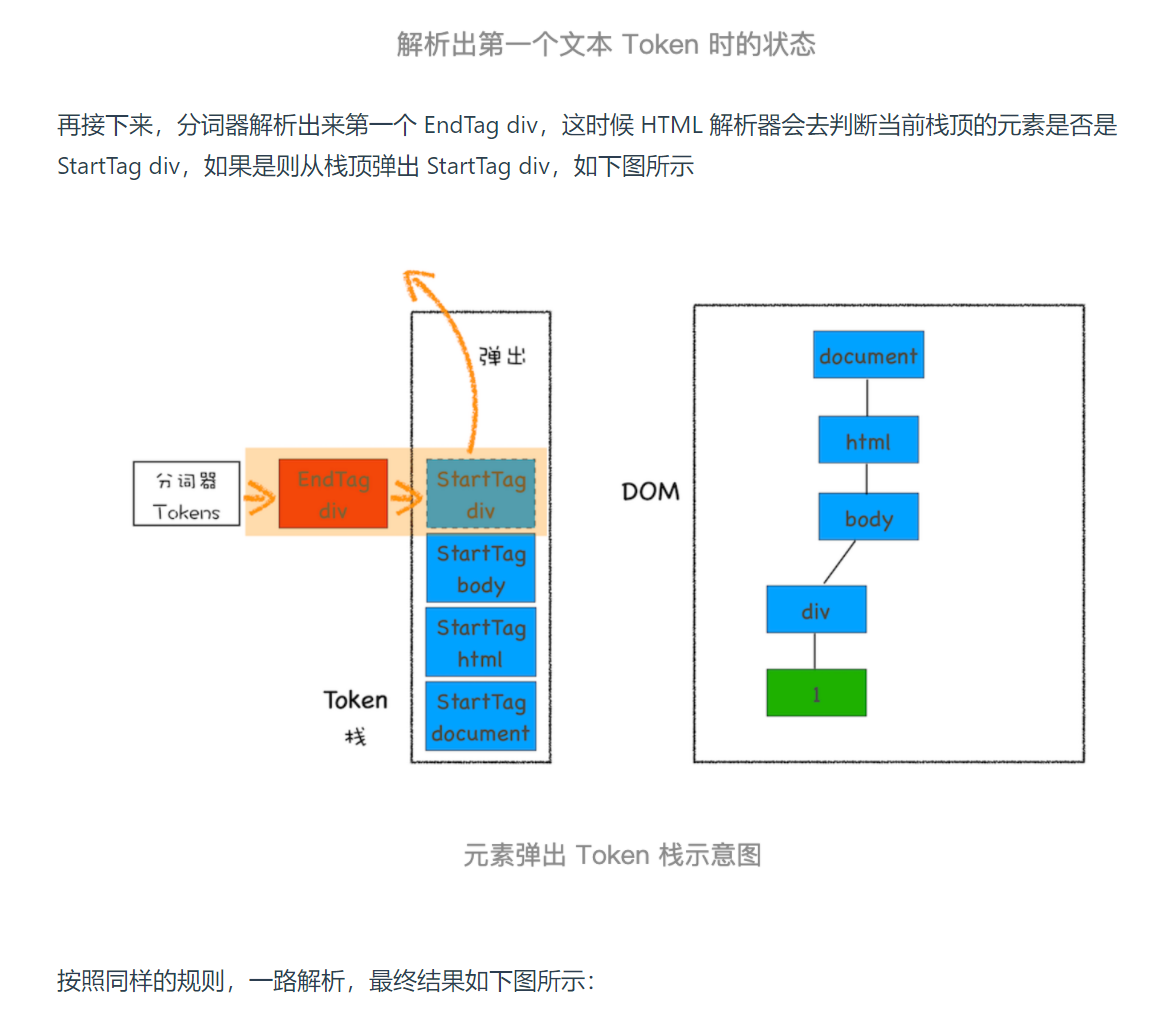 解析出第一个文本 Token 时的状态
再接下来，分词器解析出来第一个 EndTag div，这时候 HTML 解析器会去判断当前栈顶的元素是否是
StartTag div，如果是则从栈顶弹出 StartTag div，如下图所示
弹出
分词器
Tokens
EndTag
div
StartTag
div
StartTag
body
StartTag
html
StartTag
document
Token
栈
DOM
document
html
body
div
1
元素弹出 Token 栈示意图
按照同样的规则，一路解析，最终结果如下图所示：